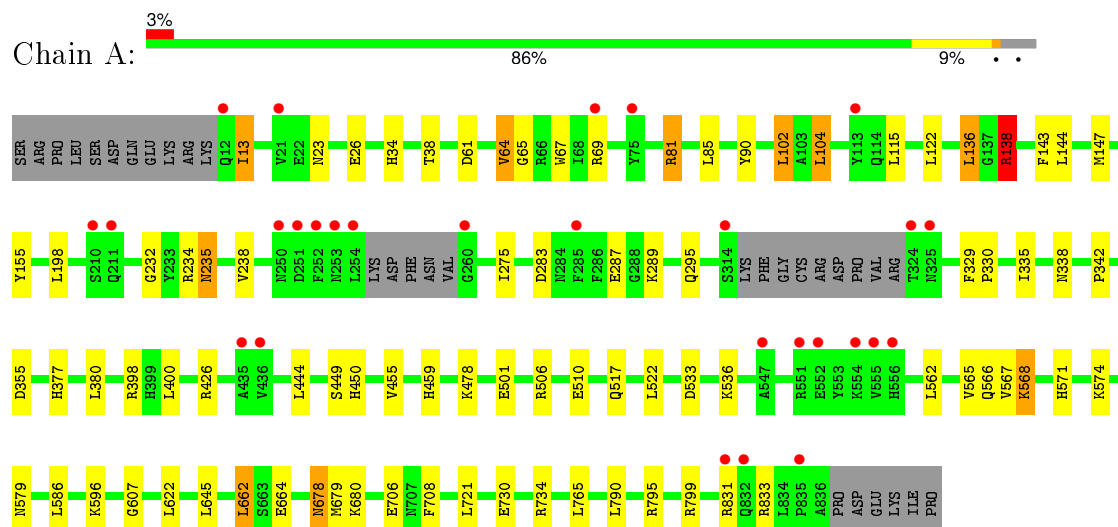 3%
Chain A:
86% 9% • •
SER ARG PRO LEU SER ASP GLN GLU LYS ARG LYS Q12 I13 V21 E22 N23 E26 H34 T38 D61 V64 G65 R66 W67 I68 R69 Y75 R81 L85 Y90 L102 A103 L104 Y113 Q114 L115 L122 L136 G137 R138 F143 L144 M147
Y155 L198 S210 Q211 G232 Y233 R234 N235 V238 N250 D251 F252 N253 L254 LYS ASP PHE ASN VAL G260 I275 D283 N284 F285 F286 E287 G288 K289 Q295 S314 LYS PHE GLY CYS ARG ASP PRO VAL ARG T324 N325 F329 P330 I335 N338 P342
D355 H377 L380 R398 H399 L400 R426 A435 V436 L444 S449 H450 V455 H459 K478 E501 R506 E510 Q517 L522 D533 K536 A547 R551 E552 Y553 K554 V555 H556 L562 V565 Q566 V567 K568 H571 K574
N579 L586 K596 G607 L622 L645 L662 S663 E664 N678 M679 K680 E706 N707 F708 L721 E730 R734 L765 L790 R795 R799 R831 Q832 R833 L834 P835 A836 PRO ASP GLU LYS ILE PRO